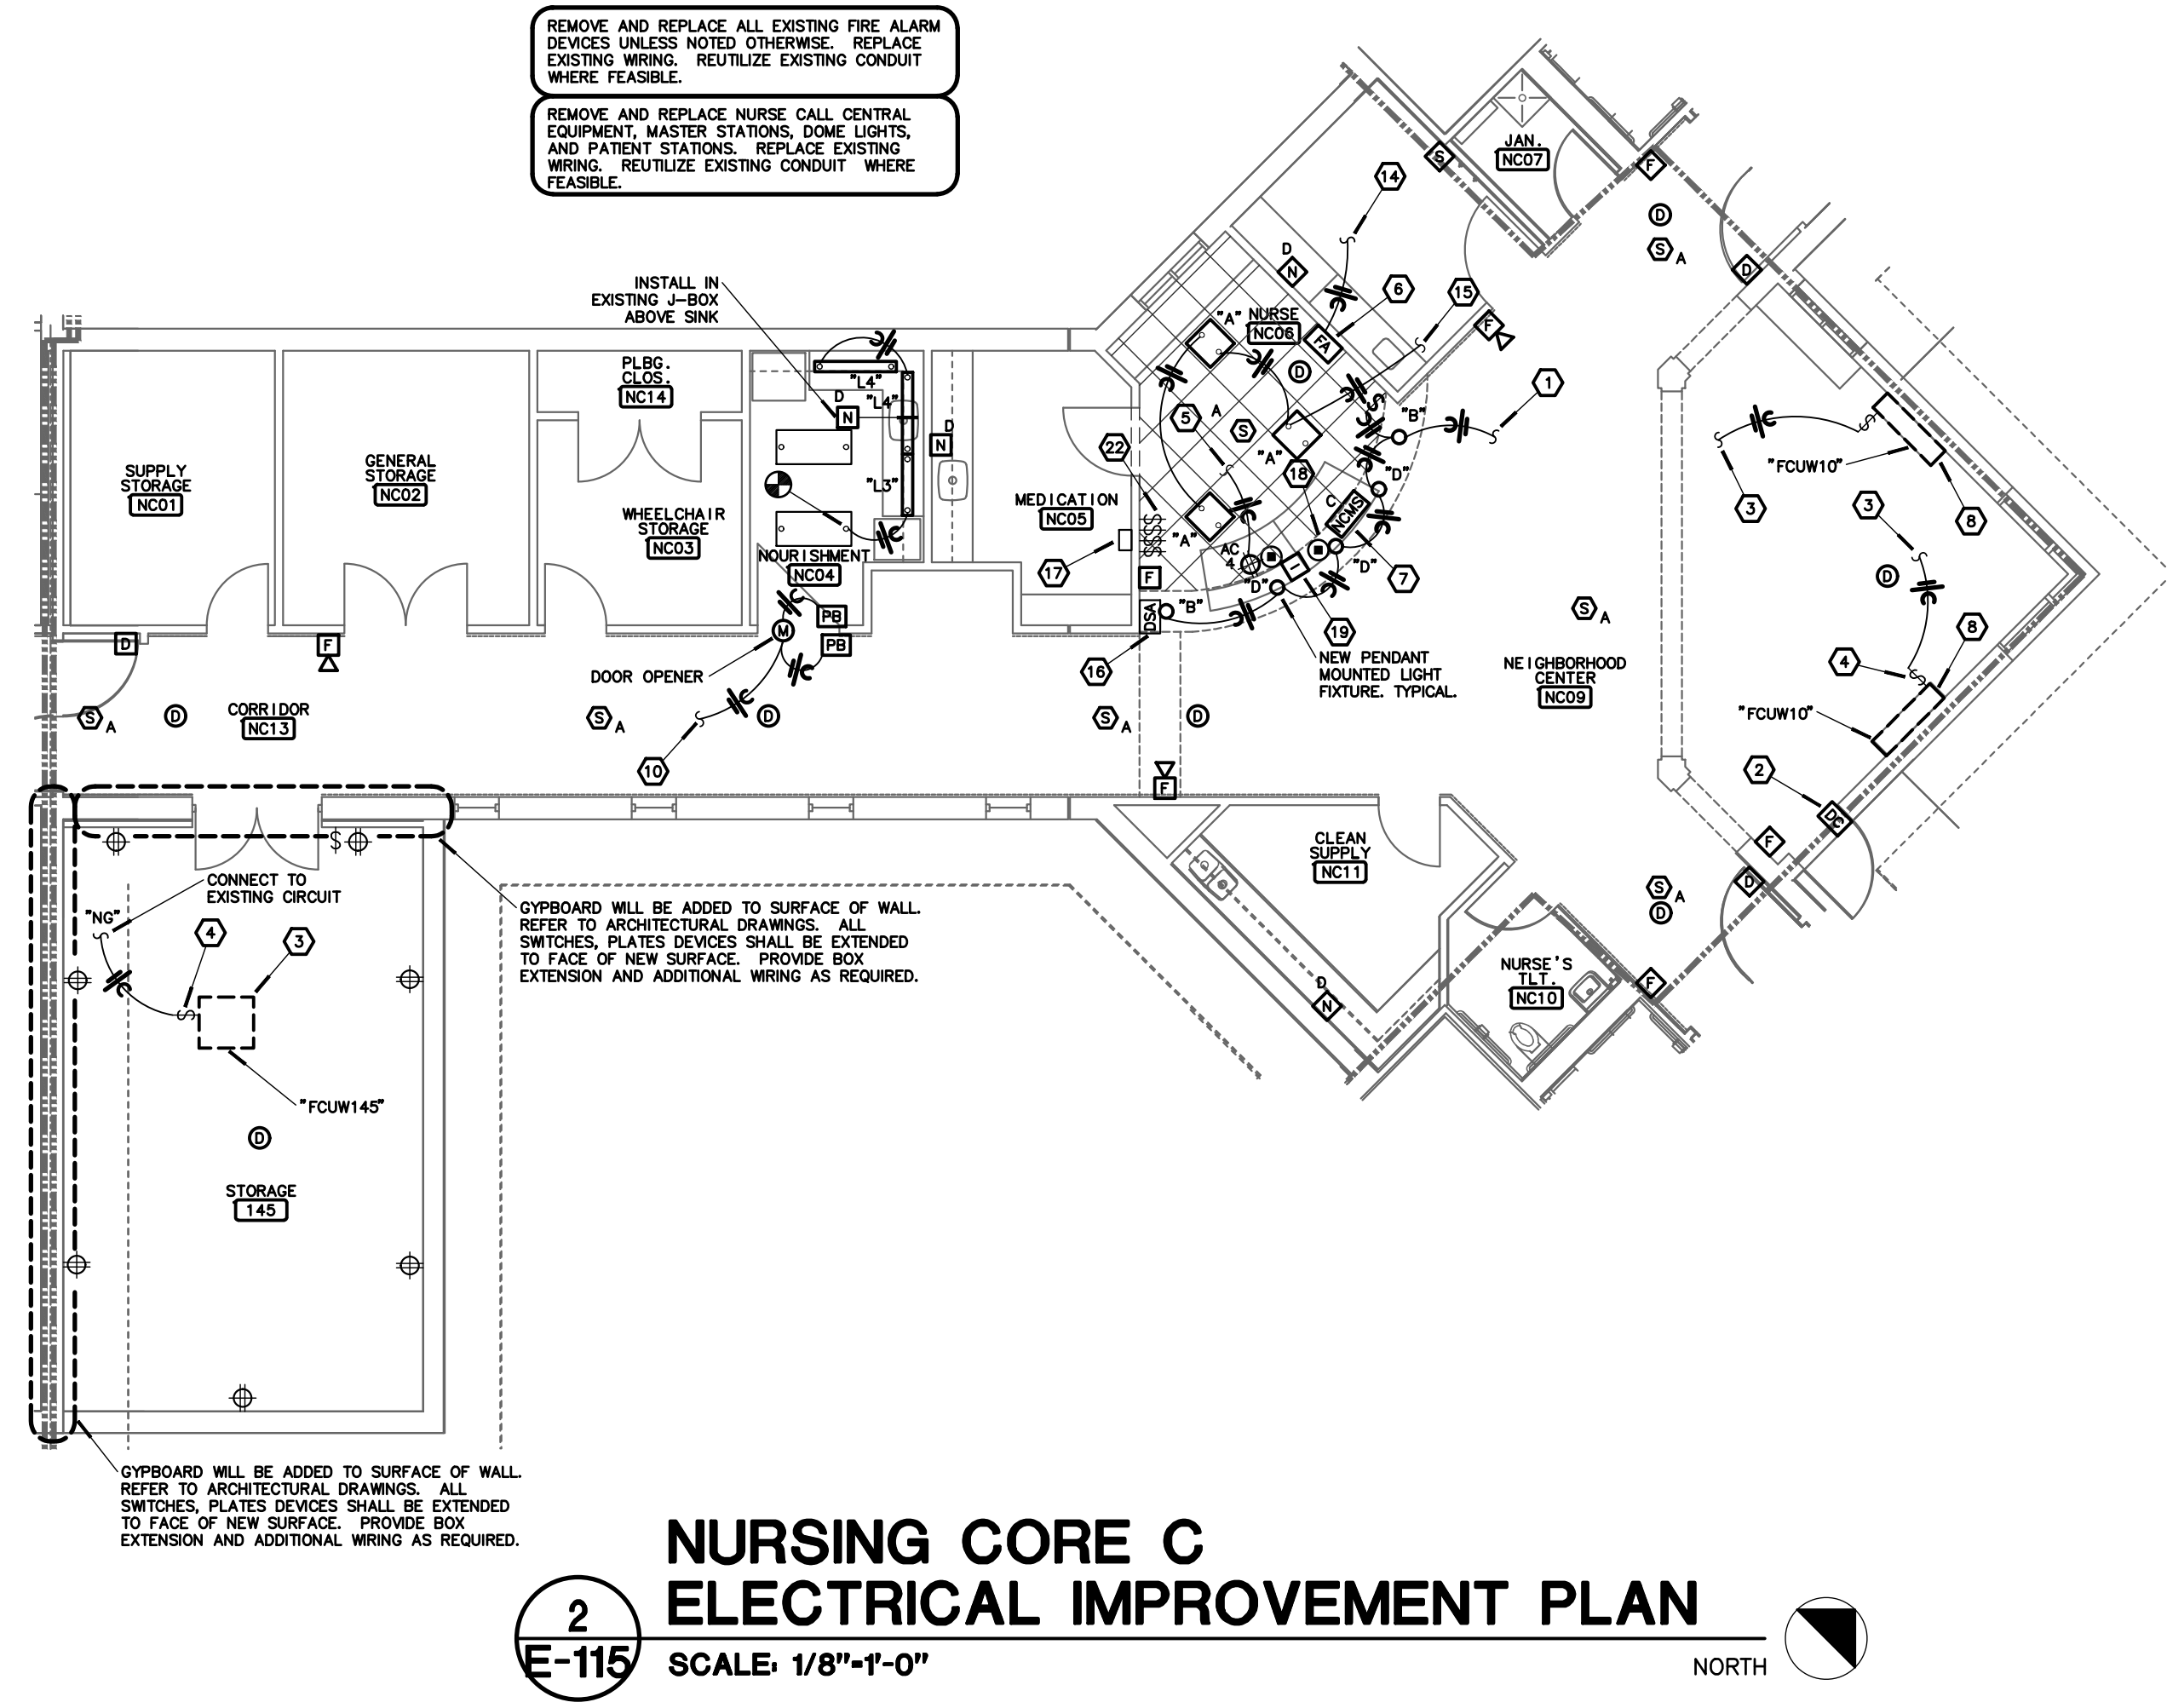 REMOVE AND REPLACE ALL EXISTING FIRE ALARM
DEVICES UNLESS NOTED OTHERWISE. REPLACE
EXISTING WIRING. REUTILIZE EXISTING CONDUIT
WHERE FEASIBLE.
REMOVE AND REPLACE NURSE CALL CENTRAL
EQUIPMENT, MASTER STATIONS, DOME LIGHTS,
AND PATIENT STATIONS. REPLACE EXISTING
WIRING. REUTILIZE EXISTING CONDUIT WHERE
FEASIBLE.
JAN.
NC07
S
F
14
D
S
A
D
D
N
6
15
INSTALL IN
EXISTING J-BOX
ABOVE SINK
"A"
NURSE
NC06
FA
F
D
PLBG.
CLOS.
NC14
"L4"
"L4"
D
N
D
N
"L3"
5
A
S
"A"
"B"
1
22
18
"D"
C
NCMS
"FCUW10"
3
3
8
SUPPLY
STORAGE
NC01
GENERAL
STORAGE
NC02
WHEELCHAIR
STORAGE
NC03
NOURISHMENT
NC04
MEDICATION
NC05
$$$$
"A"
AC
4
17
F
"D"
"D"
7
D
DSA
"B"
19
16
PB
PB
M
D
F
DOOR OPENER
NEW PENDANT
MOUNTED LIGHT
FIXTURE. TYPICAL.
S
A
8
4
NEIGHBORHOOD
CENTER
NC09
"FCUW10"
CORRIDOR
NC13
S
A
D
S
A
D
S
A
D
10
F
2
DC
F
D
S
A
D
F
CLEAN
SUPPLY
NC11
$
CONNECT TO
EXISTING CIRCUIT
"NG"
4
3
GYPBOARD WILL BE ADDED TO SURFACE OF WALL.
REFER TO ARCHITECTURAL DRAWINGS. ALL
SWITCHES, PLATES DEVICES SHALL BE EXTENDED
TO FACE OF NEW SURFACE. PROVIDE BOX
EXTENSION AND ADDITIONAL WIRING AS REQUIRED.
NURSE'S
TLT.
NC10
D
N
"FCUW145"
D
STORAGE
145
GYPBOARD WILL BE ADDED TO SURFACE OF WALL.
REFER TO ARCHITECTURAL DRAWINGS. ALL
SWITCHES, PLATES DEVICES SHALL BE EXTENDED
TO FACE OF NEW SURFACE. PROVIDE BOX
EXTENSION AND ADDITIONAL WIRING AS REQUIRED.
NURSING CORE C
ELECTRICAL IMPROVEMENT PLAN
2
E-115
SCALE: 1/8"=1'-0"
NORTH